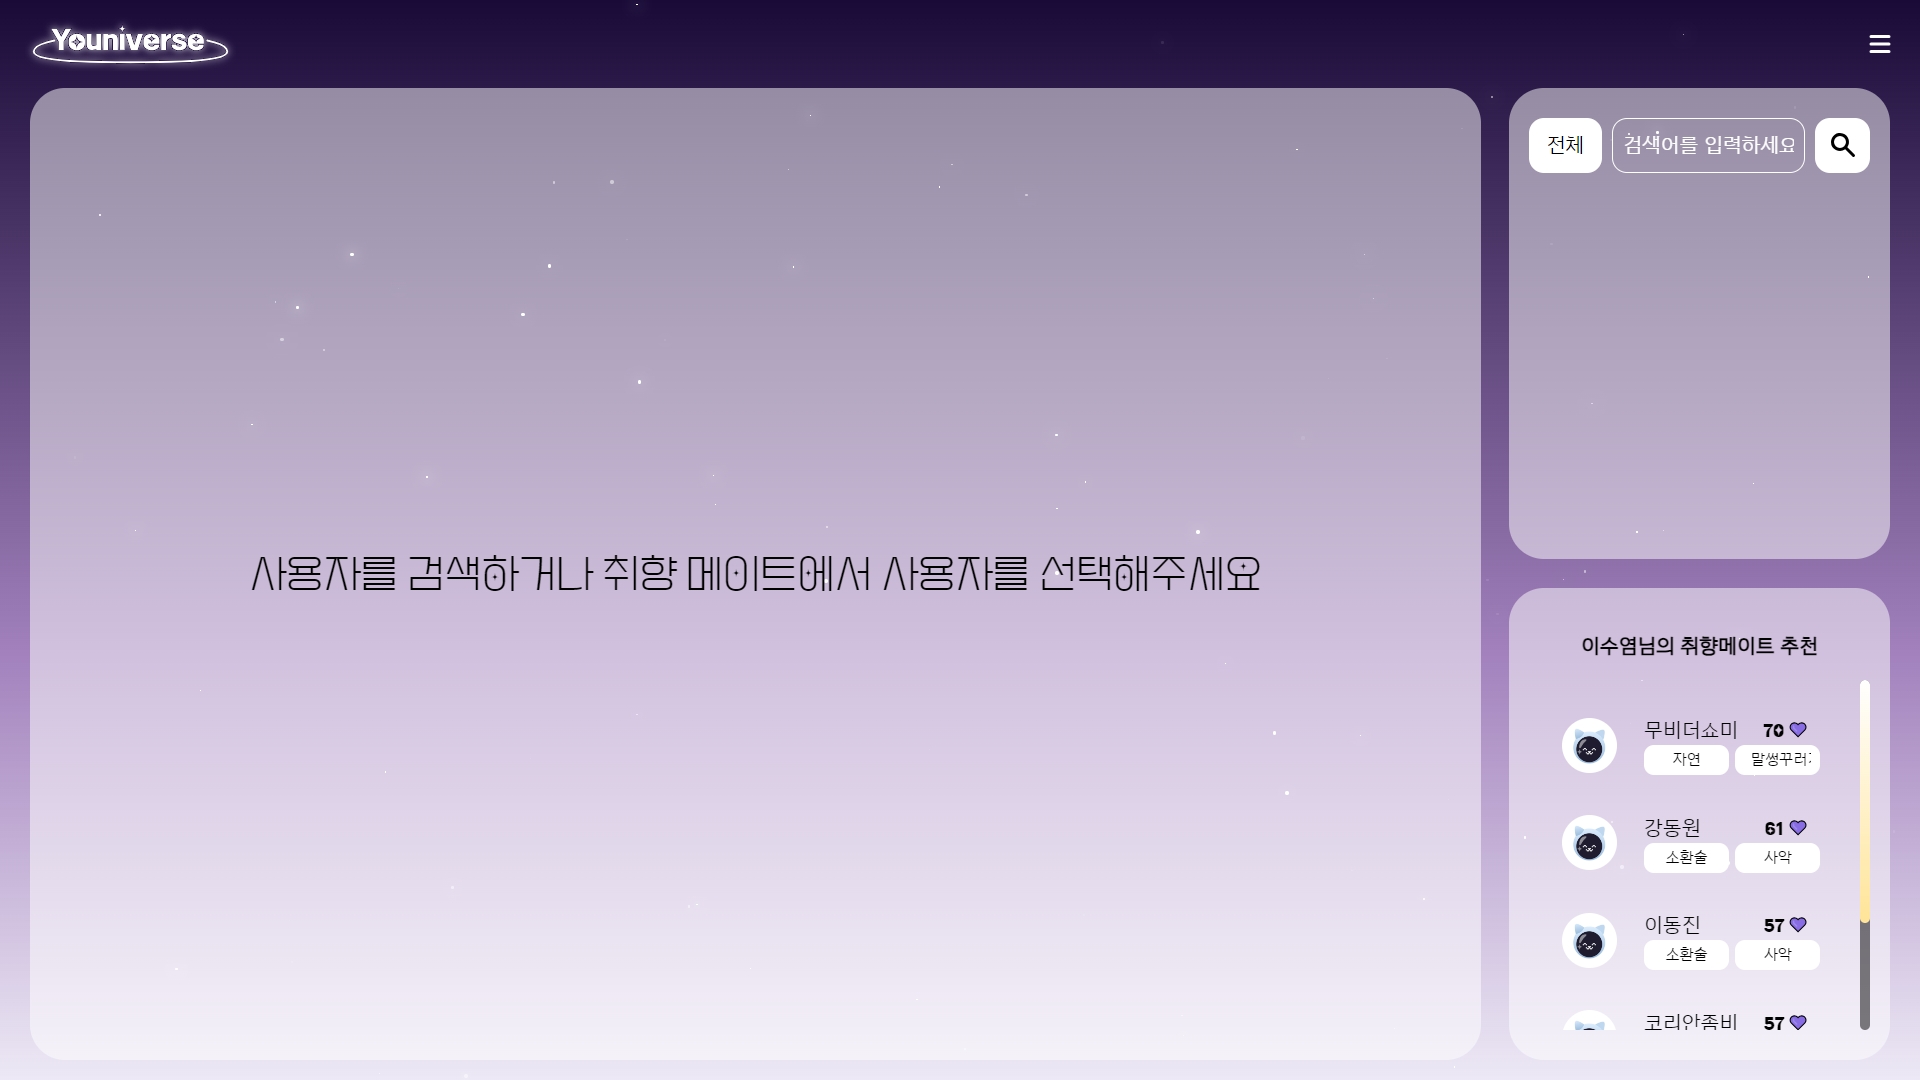 Youniverse
전체
검색어를 입력하세요
사용자를 검색하거나 취향 메이트에서 사용자를 선택해주세요
이수염님의 취향메이트 추천
무비더쇼미 70
자연 말썽꾸러기
강동원 61
소환술 사악
이동진 57
소환술 사악
코리안좀비 57